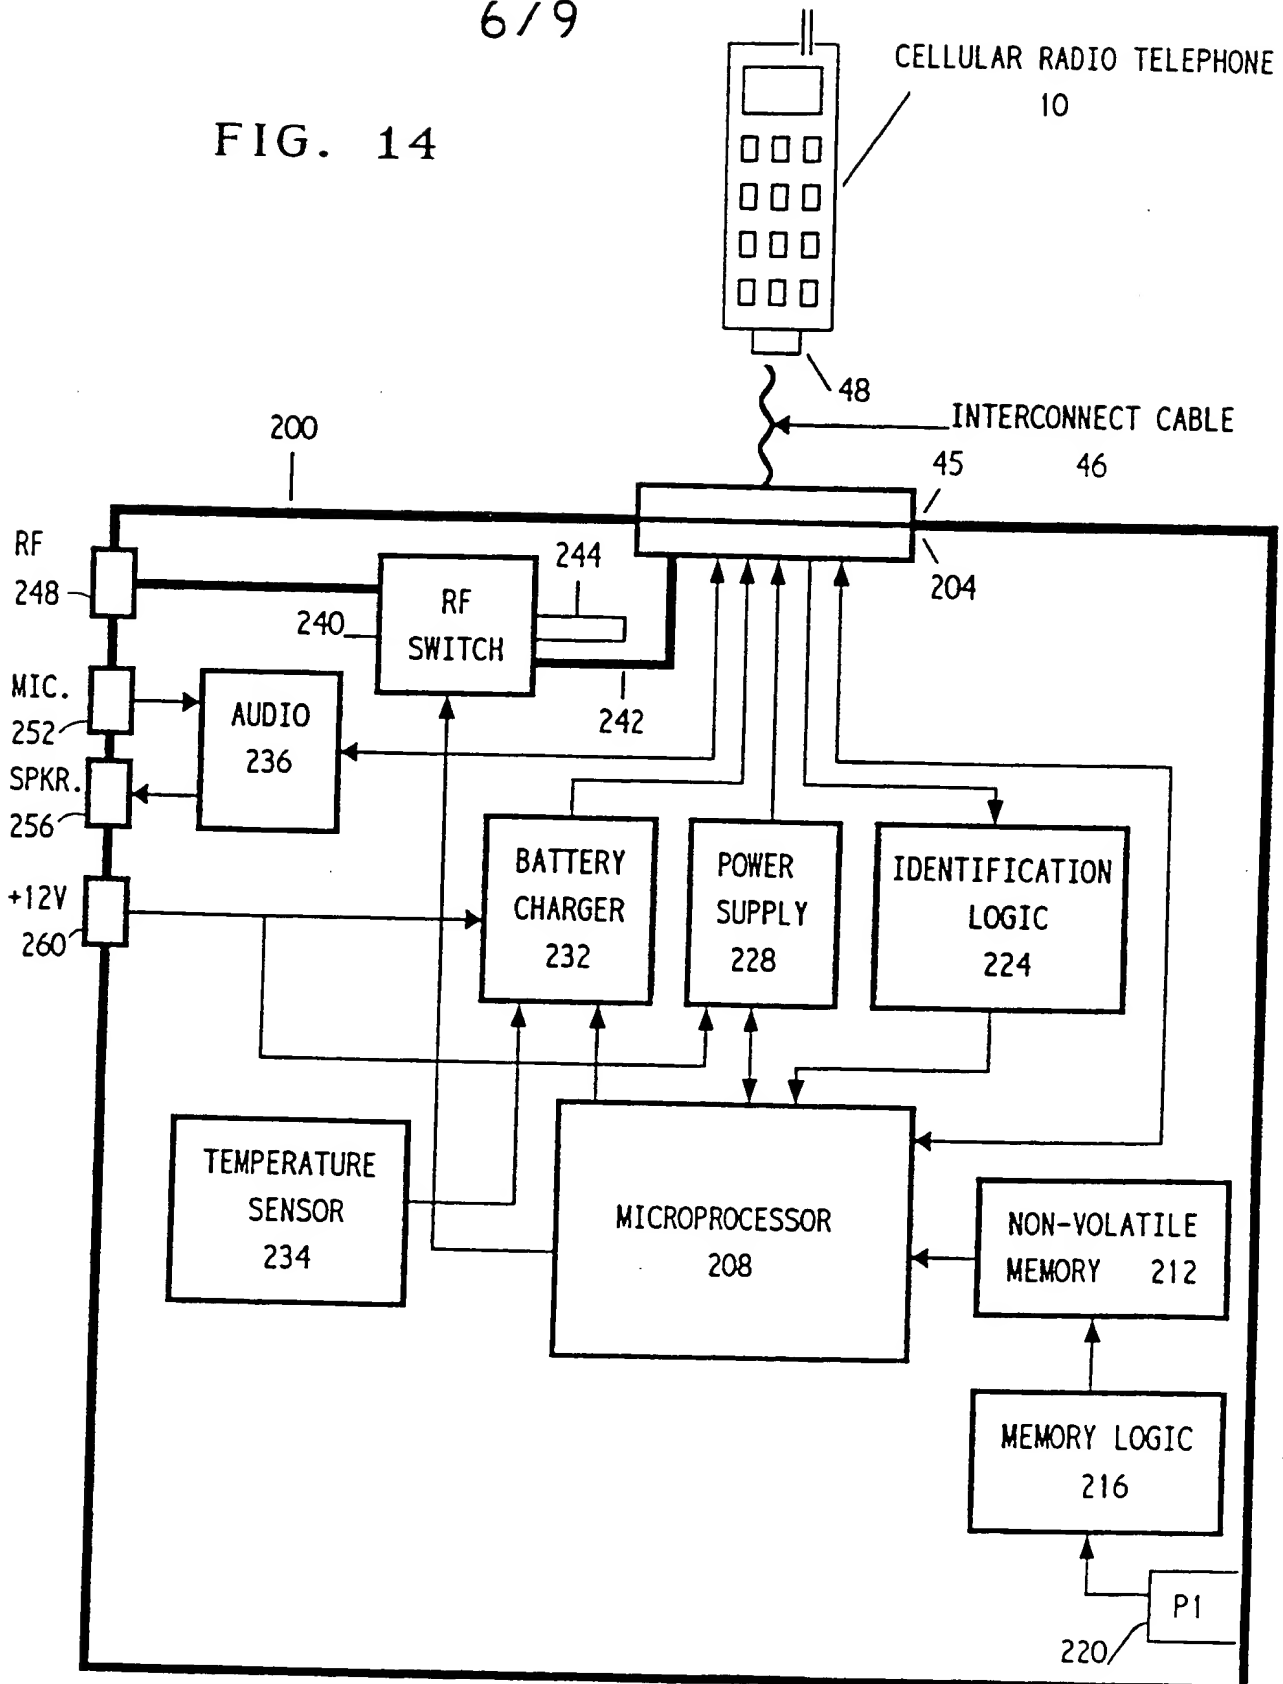 6/9
FIG. 14
CELLULAR RADIO TELEPHONE
10
48
INTERCONNECT CABLE
46
45
204
200
RF
248
240
RF
SWITCH
244
242
MIC.
252
AUDIO
236
SPKR.
256
+12V
260
BATTERY
CHARGER
232
POWER
SUPPLY
228
IDENTIFICATION
LOGIC
224
TEMPERATURE
SENSOR
234
MICROPROCESSOR
208
NON-VOLATILE
MEMORY 212
MEMORY LOGIC
216
P1
220